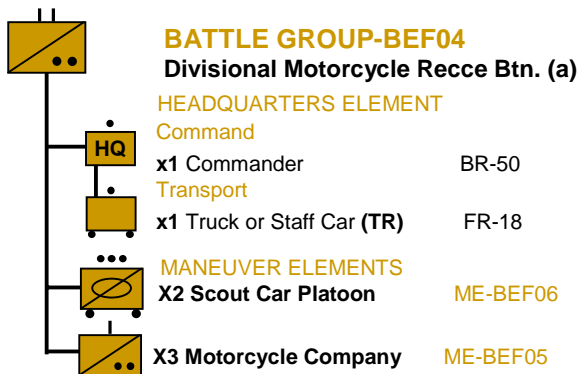 BATTLE GROUP-BEF04
Divisional Motorcycle Recce Btn. (a)
HEADQUARTERS ELEMENT
Command
HQ
x1 Commander BR-50
Transport
x1 Truck or Staff Car (TR) FR-18
MANEUVER ELEMENTS
X2 Scout Car Platoon ME-BEF06
X3 Motorcycle Company ME-BEF05